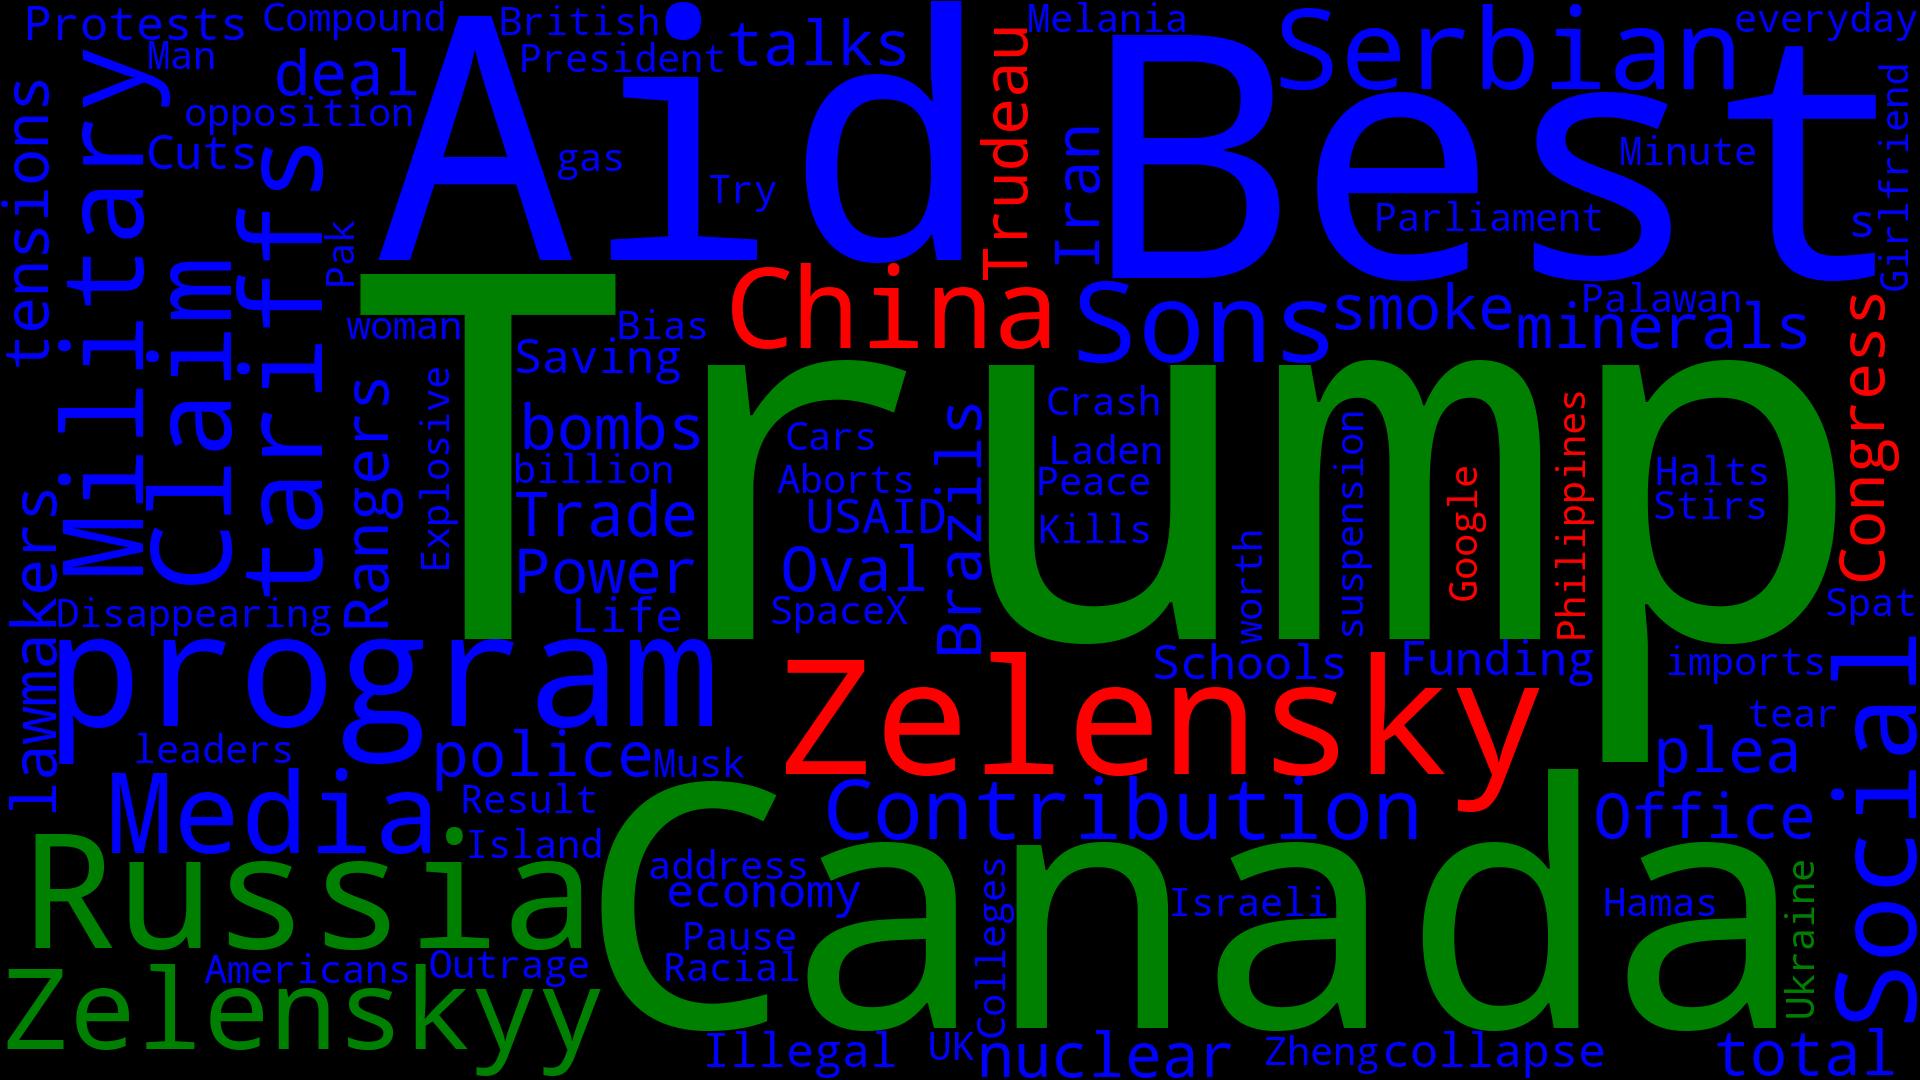 Protests
Compound
British
Melania
everyday
Man
President
talks
Serbian
deal
Aid
Best
Trudeau
tensions
Military
opposition
Cuts
gas
Try
Iran
Minute
Girlfriend
Parliament
s
tariffs
Claim
Pak
China
Sons
smoke
Palawan
minerals
woman
Bias
Saving
Trump
Congress
Rangers
Explosive
bombs
billion
Trade
Power
Life
Cars
Aborts
USAID
Oval
SpaceX
Brazils
Crash
Laden
Peace
Kills
worth
suspension
Google
Philippines
Halts
Stirs
lawmakers
Disappearing
Spat
program
Zelensky
Schools
Funding
imports
tear
plea
leaders
police
Musk
Social
Media
Result
Island
Contribution
Office
Russia
Canada
address
economy
Pause
Racial
Colleges
Israeli
Hamas
Ukraine
Americans
Outrage
Zelenskyy
Illegal
UK
nuclear
Zheng
collapse
total